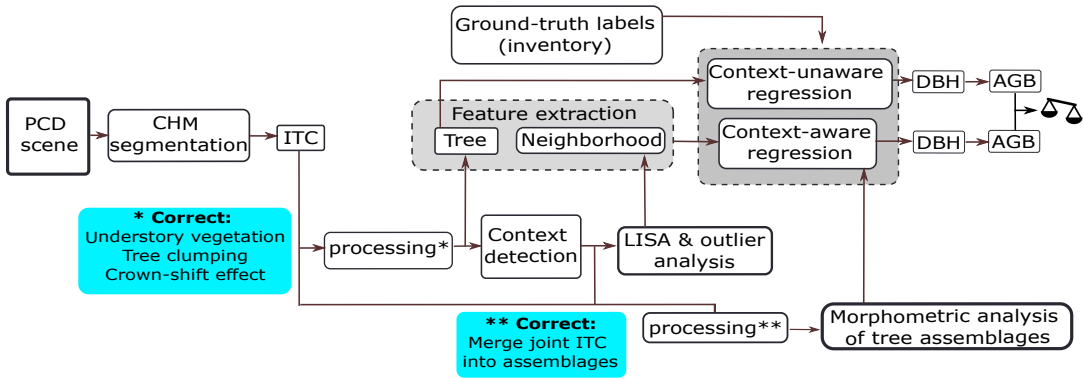 Ground-truth labels
(inventory)
PCD
scene
CHM
segmentation
ITC
Feature extraction
Tree
Neighborhood
Context-unaware
regression
DBH
AGB
Context-aware
regression
DBH
AGB
* Correct:
Understory vegetation
Tree clumping
Crown-shift effect
processing*
Context
detection
LISA & outlier
analysis
** Correct:
Merge joint ITC
into assemblages
processing**
Morphometric analysis
of tree assemblages